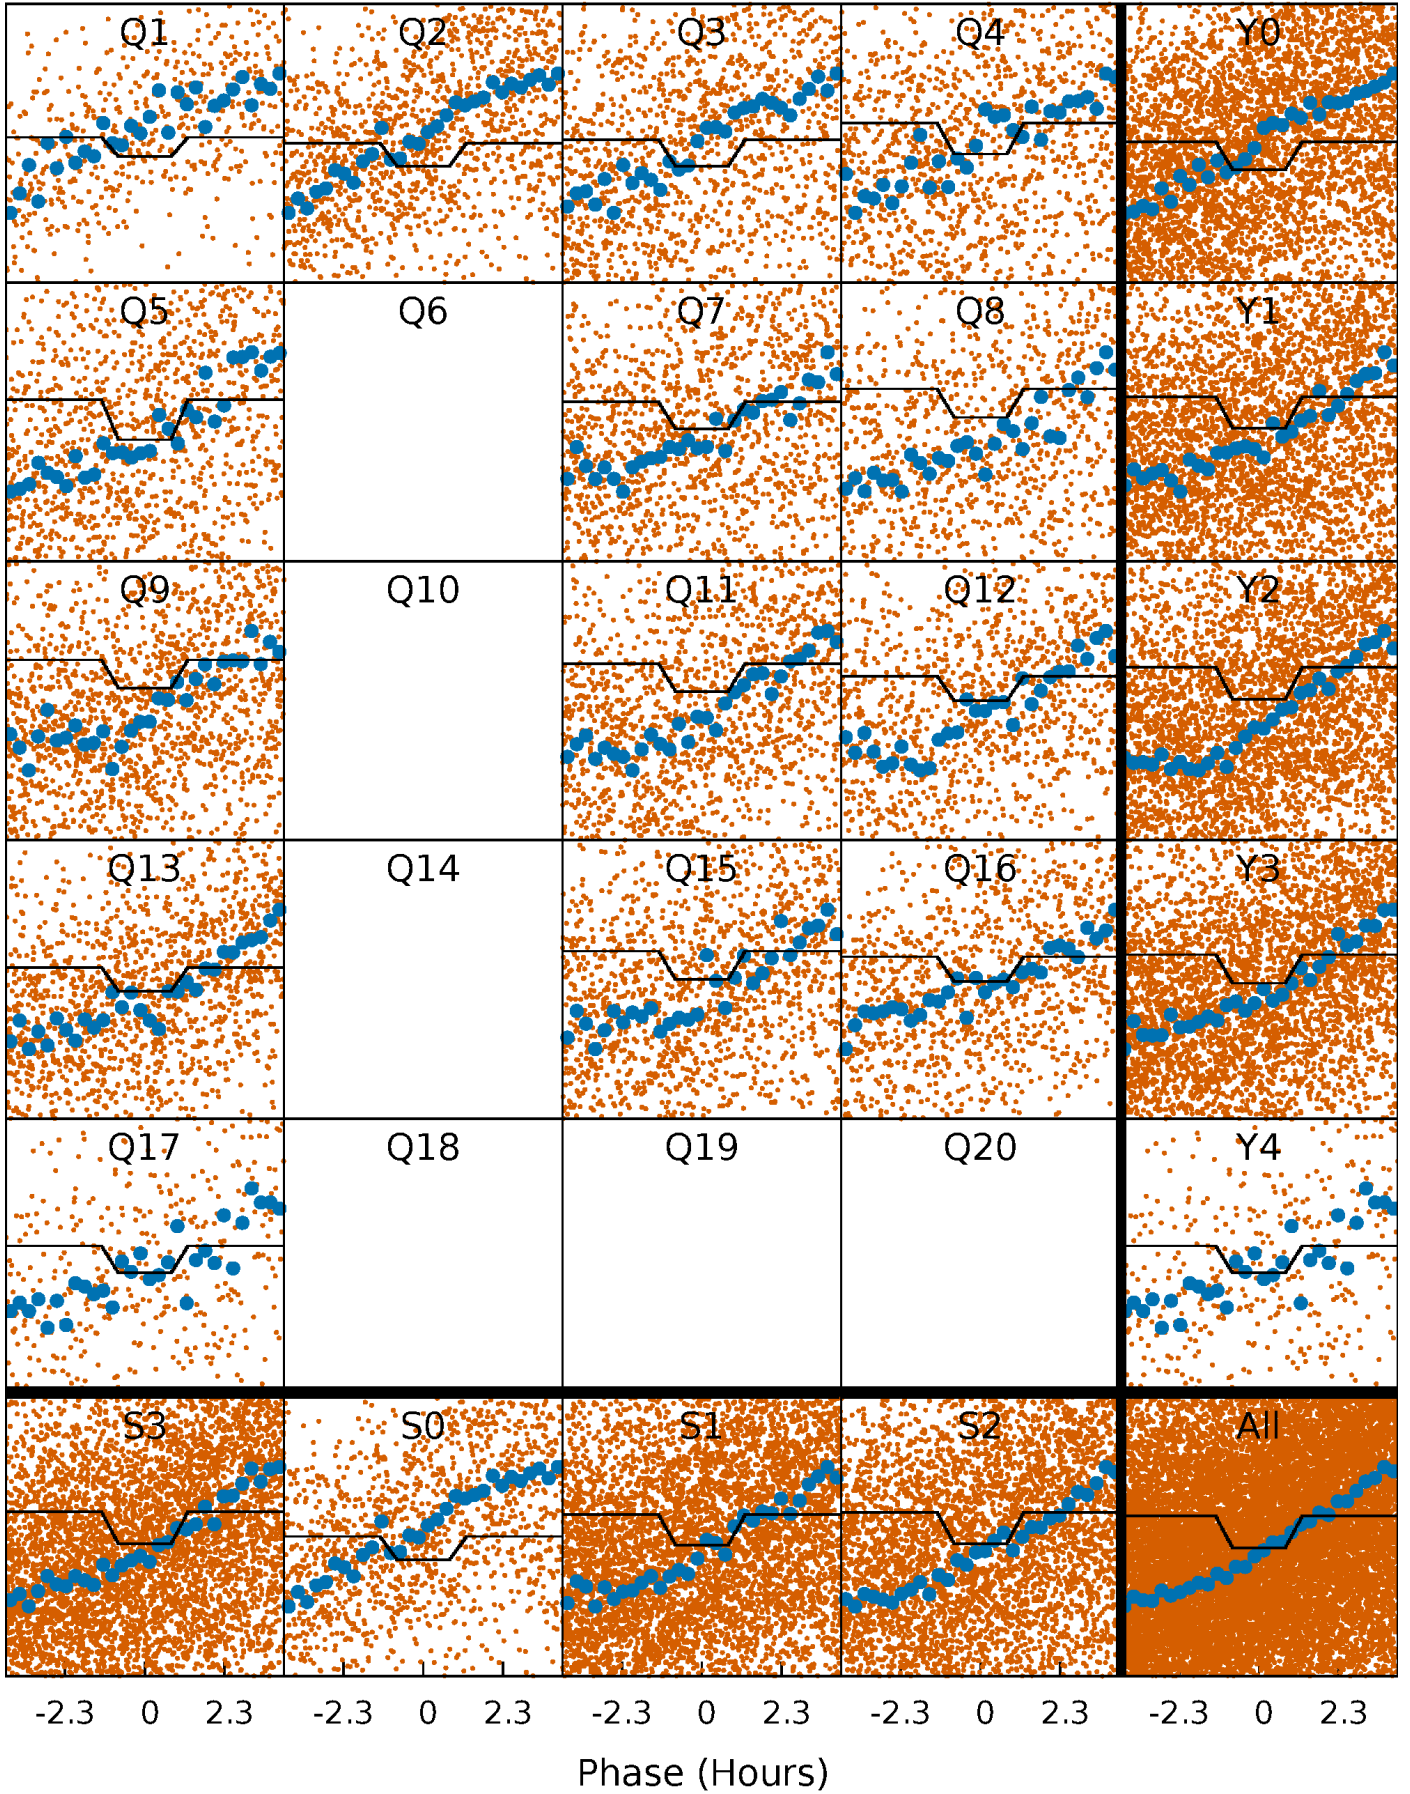 Q1 Q2 Q3 Q4 Y0
Q5 Q6 Q7 Q8 Y1
Q9 Q10 Q11 Q12 Y2
Q13 Q14 Q15 Q16 Y3
Q17 Q18 Q19 Q20 Y4
S3 S0 S1 S2 All
-2.3 0 2.3 -2.3 0 2.3 -2.3 0 2.3 -2.3 0 2.3 -2.3 0 2.3
Phase (Hours)